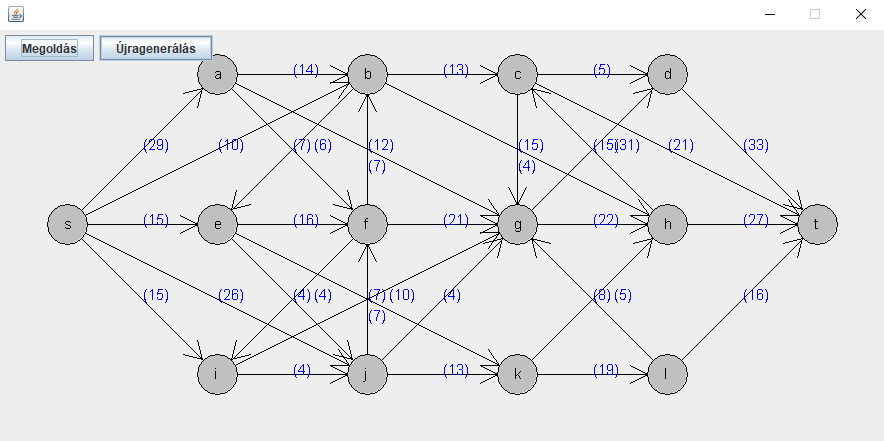 Megoldás Újragenerálás
a (14) b (13) c (5) d
(29) (10) (7) (6) (12) (15) (15) (31) (21) (33)
(7) (4)
s (15) e (16) f (21) g (22) h (27) t
(15) (26) (4) (4) (7) (10) (4) (8) (5) (16)
(7)
i (4) j (13) k (19) l